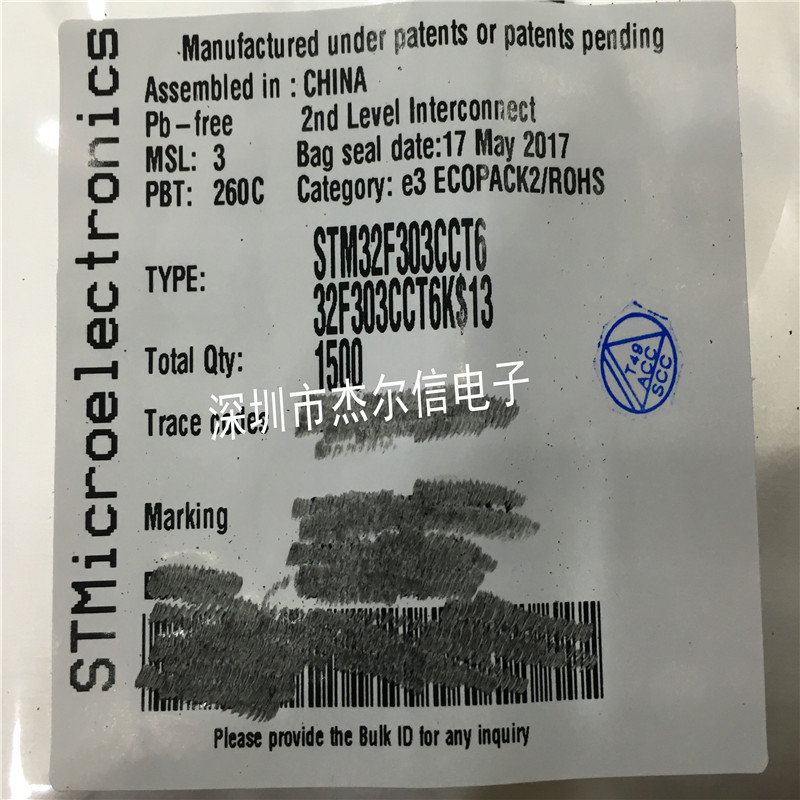 STMicroelectronics
Manufactured under patents or patents pending
Assembled in : CHINA
Pb-free 2nd Level Interconnect
MSL: 3 Bag seal date:17 May 2017
PBT: 260C Category: e3 ECOPACK2/ROHS
TYPE: STM32F303CCT6
32F303CCT6K$13
Total Qty: 1500
深圳市杰尔信电子
Trace codes
Marking
T49
ACC
SCC
Please provide the Bulk ID for any inquiry